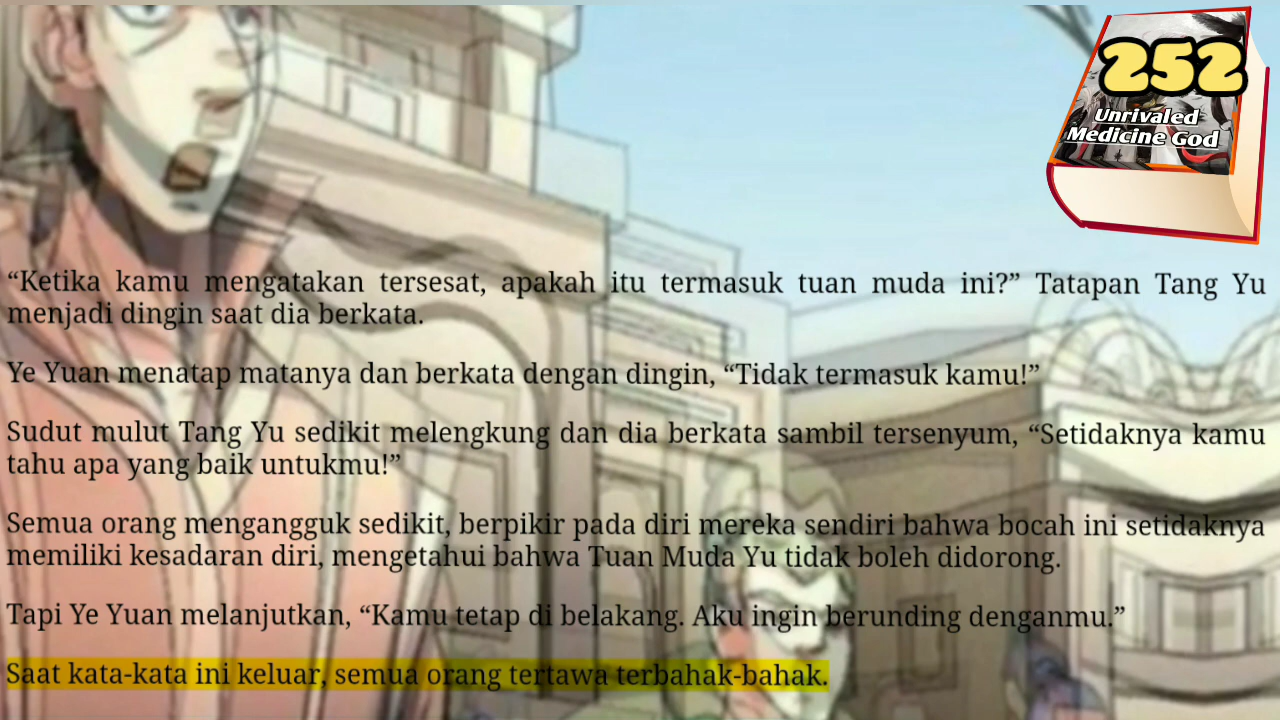 252
Unrivaled
Medicine God
“Ketika kamu mengatakan tersesat, apakah itu termasuk tuan muda ini?” Tatapan Tang Yu
menjadi dingin saat dia berkata.
Ye Yuan menatap matanya dan berkata dengan dingin, “Tidak termasuk kamu!”
Sudut mulut Tang Yu sedikit melengkung dan dia berkata sambil tersenyum, “Setidaknya kamu
tahu apa yang baik untukmu!”
Semua orang mengangguk sedikit, berpikir pada diri mereka sendiri bahwa bocah ini setidaknya
memiliki kesadaran diri, mengetahui bahwa Tuan Muda Yu tidak boleh didorong.
Tapi Ye Yuan melanjutkan, “Kamu tetap di belakang. Aku ingin berunding denganmu.”
Saat kata-kata ini keluar, semua orang tertawa terbahak-bahak.